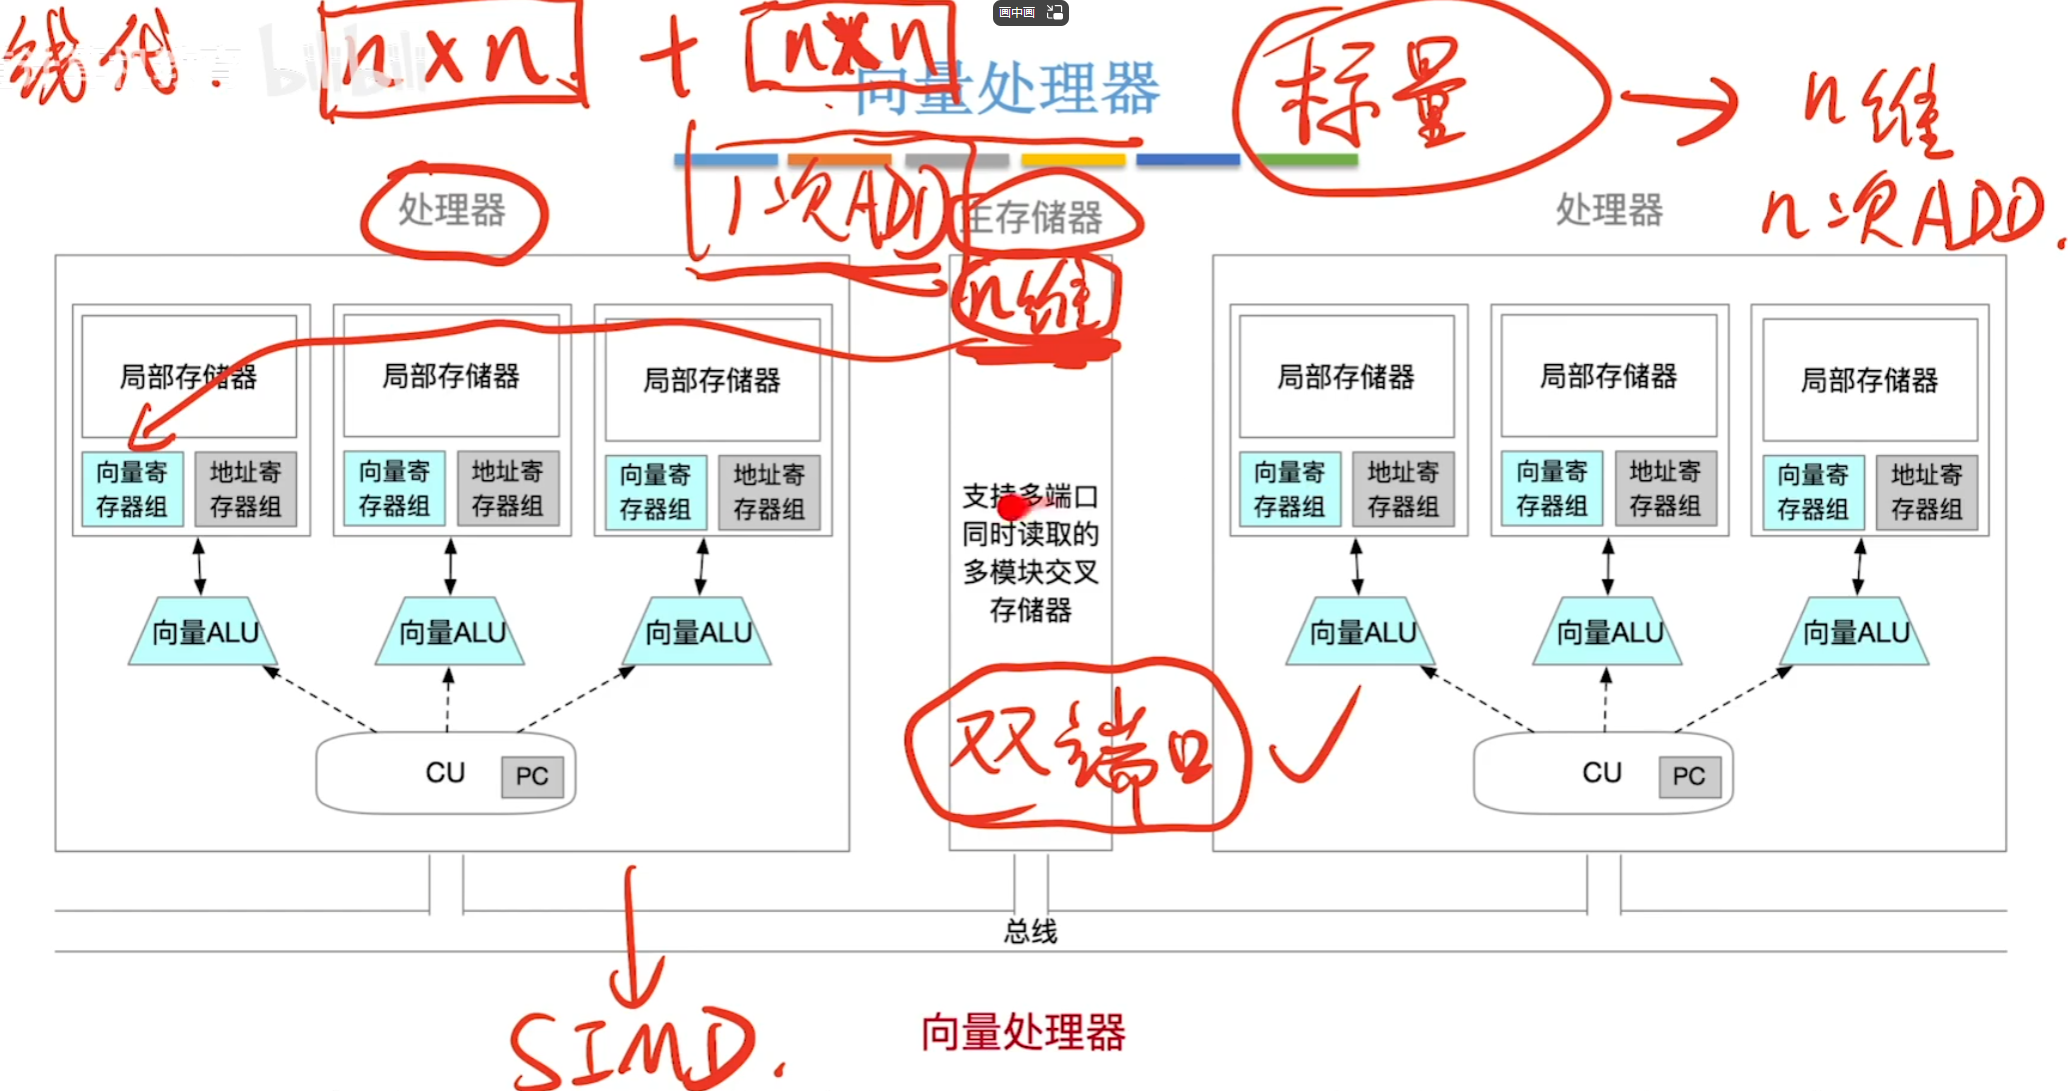 画中画
线代. n×n + n×n
bilibili
向量处理器
标量 → n维
n次ADD.
1次ADD
处理器 主存储器 处理器
n维
局部存储器 局部存储器 局部存储器 局部存储器 局部存储器 局部存储器
向量寄存器组 地址寄存器组 向量寄存器组 地址寄存器组 向量寄存器组 地址寄存器组
支持多端口
同时读取的
多模块交叉
存储器
向量寄存器组 地址寄存器组 向量寄存器组 地址寄存器组 向量寄存器组 地址寄存器组
向量ALU 向量ALU 向量ALU 向量ALU 向量ALU 向量ALU
双端口 ✓
CU PC CU PC
总线
SIMD.
向量处理器